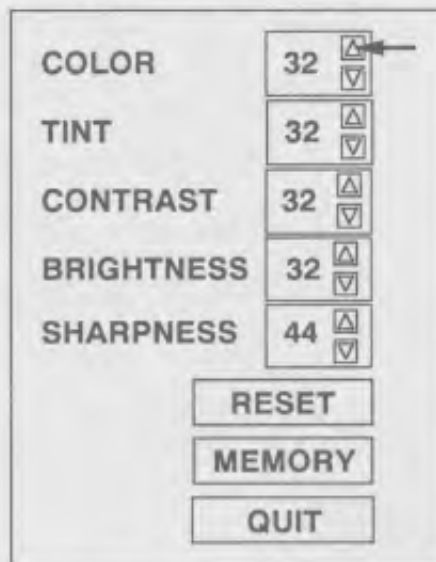 COLOR 32
TINT 32
CONTRAST 32
BRIGHTNESS 32
SHARPNESS 44
RESET
MEMORY
QUIT